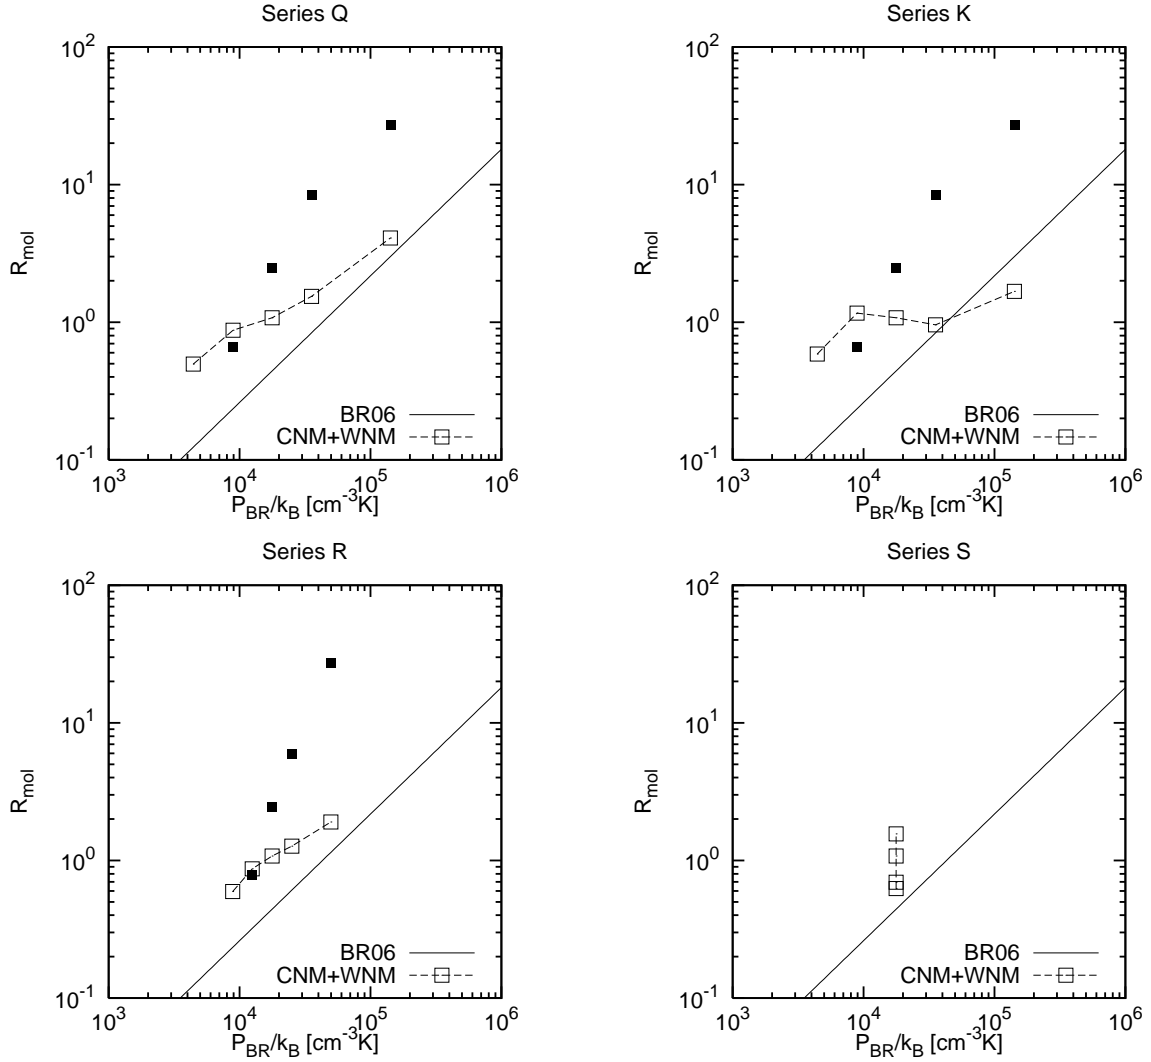 Series Q
10^2
10^1
10^0
10^-1
R_mol
BR06
CNM+WNM
10^3 10^4 10^5 10^6
P_BR/k_B [cm^-3K]
Series K
10^2
10^1
10^0
10^-1
R_mol
BR06
CNM+WNM
10^3 10^4 10^5 10^6
P_BR/k_B [cm^-3K]
Series R
10^2
10^1
10^0
10^-1
R_mol
BR06
CNM+WNM
10^3 10^4 10^5 10^6
P_BR/k_B [cm^-3K]
Series S
10^2
10^1
10^0
10^-1
R_mol
BR06
CNM+WNM
10^3 10^4 10^5 10^6
P_BR/k_B [cm^-3K]